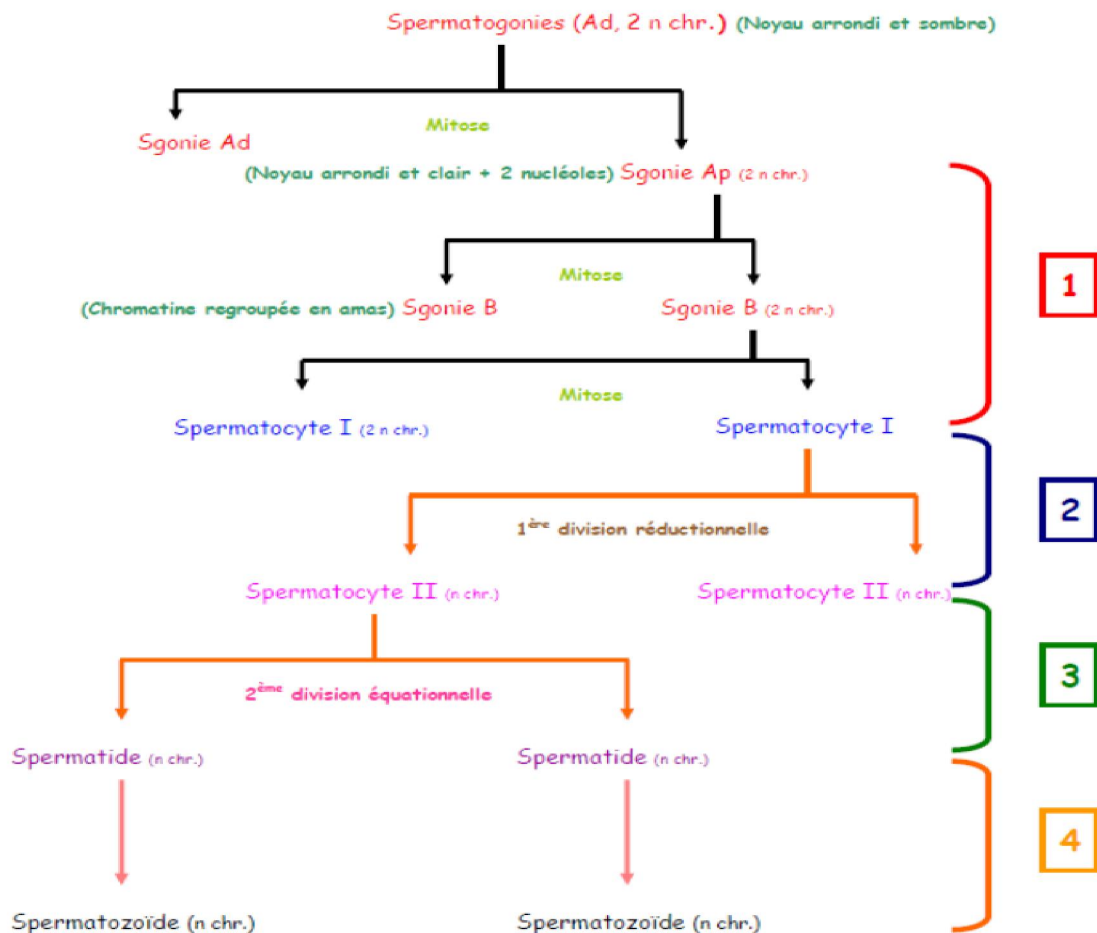 Spermatogonies (Ad, 2 n chr.) (Noyau arrondi et sombre)
Mitose
Sgonie Ad
(Noyau arrondi et clair + 2 nucléoles) Sgonie Ap (2 n chr.)
1
Mitose
(Chromatine regroupée en amas) Sgonie B
Sgonie B (2 n chr.)
Mitose
Spermatocyte I (2 n chr.)
Spermatocyte I
2
1ère division réductionnelle
Spermatocyte II (n chr.)
Spermatocyte II (n chr.)
3
2ème division équationnelle
Spermatide (n chr.)
Spermatide (n chr.)
4
Spermatozoïde (n chr.)
Spermatozoïde (n chr.)